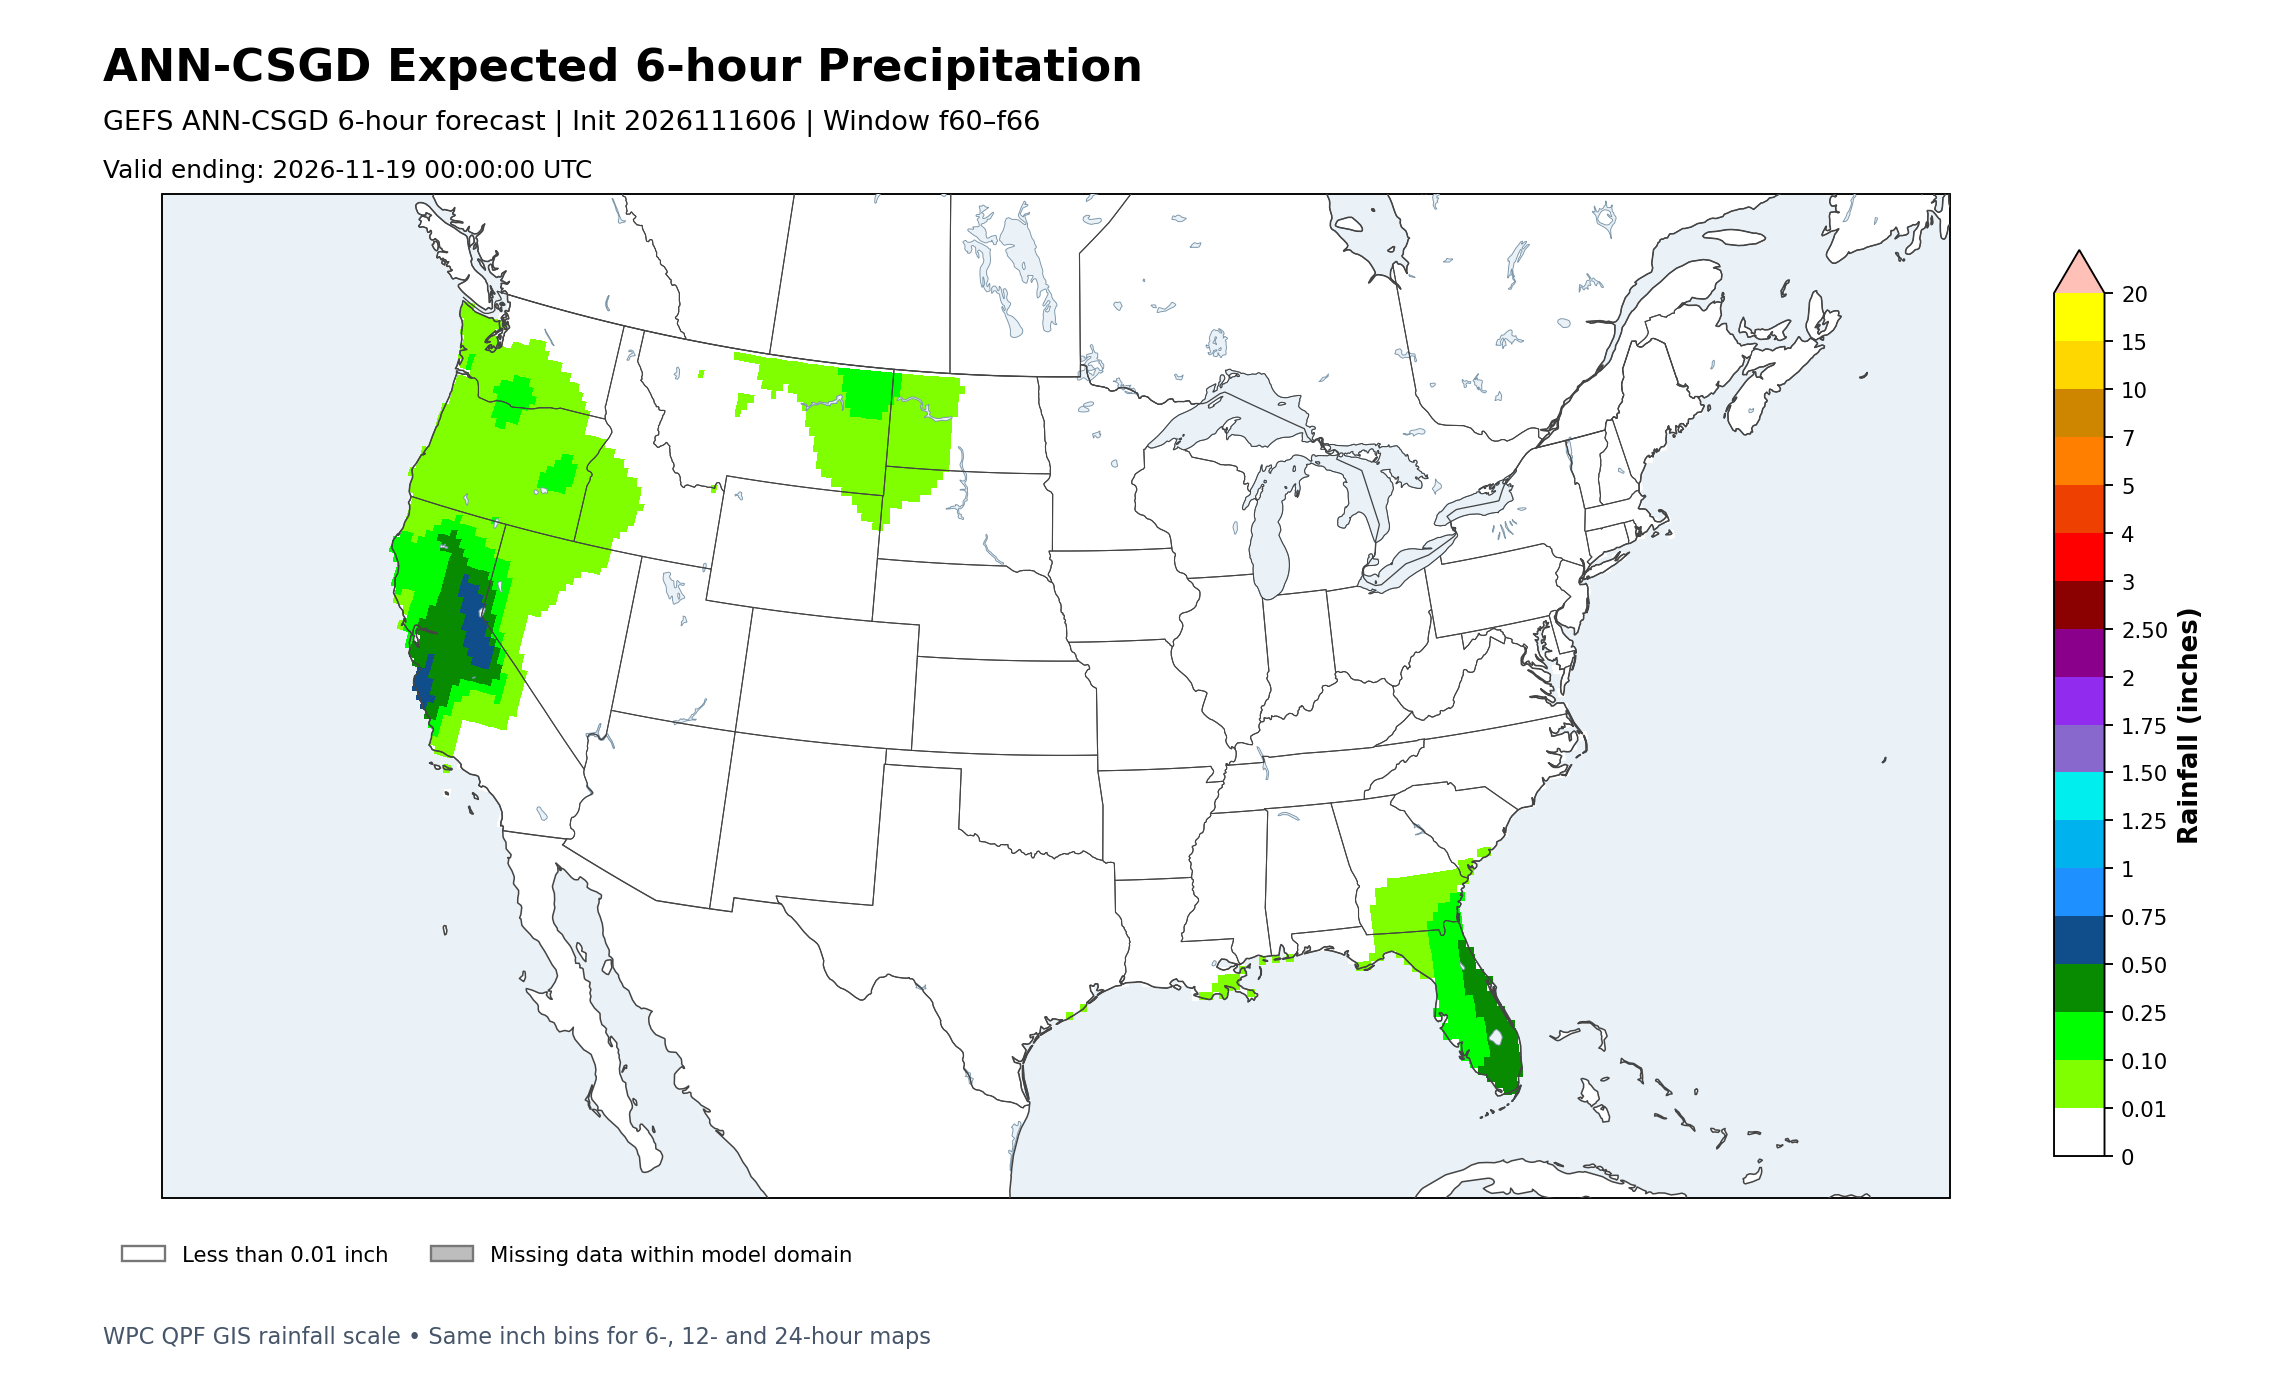 ANN-CSGD Expected 6-hour Precipitation
GEFS ANN-CSGD 6-hour forecast | Init 2026111606 | Window f60–f66
Valid ending: 2026-11-19 00:00:00 UTC
20
15
10
7
5
4
3
2.50
2
1.75
1.50
1.25
1
0.75
0.50
0.25
0.10
0.01
0
Rainfall (inches)
Less than 0.01 inch
Missing data within model domain
WPC QPF GIS rainfall scale • Same inch bins for 6-, 12- and 24-hour maps